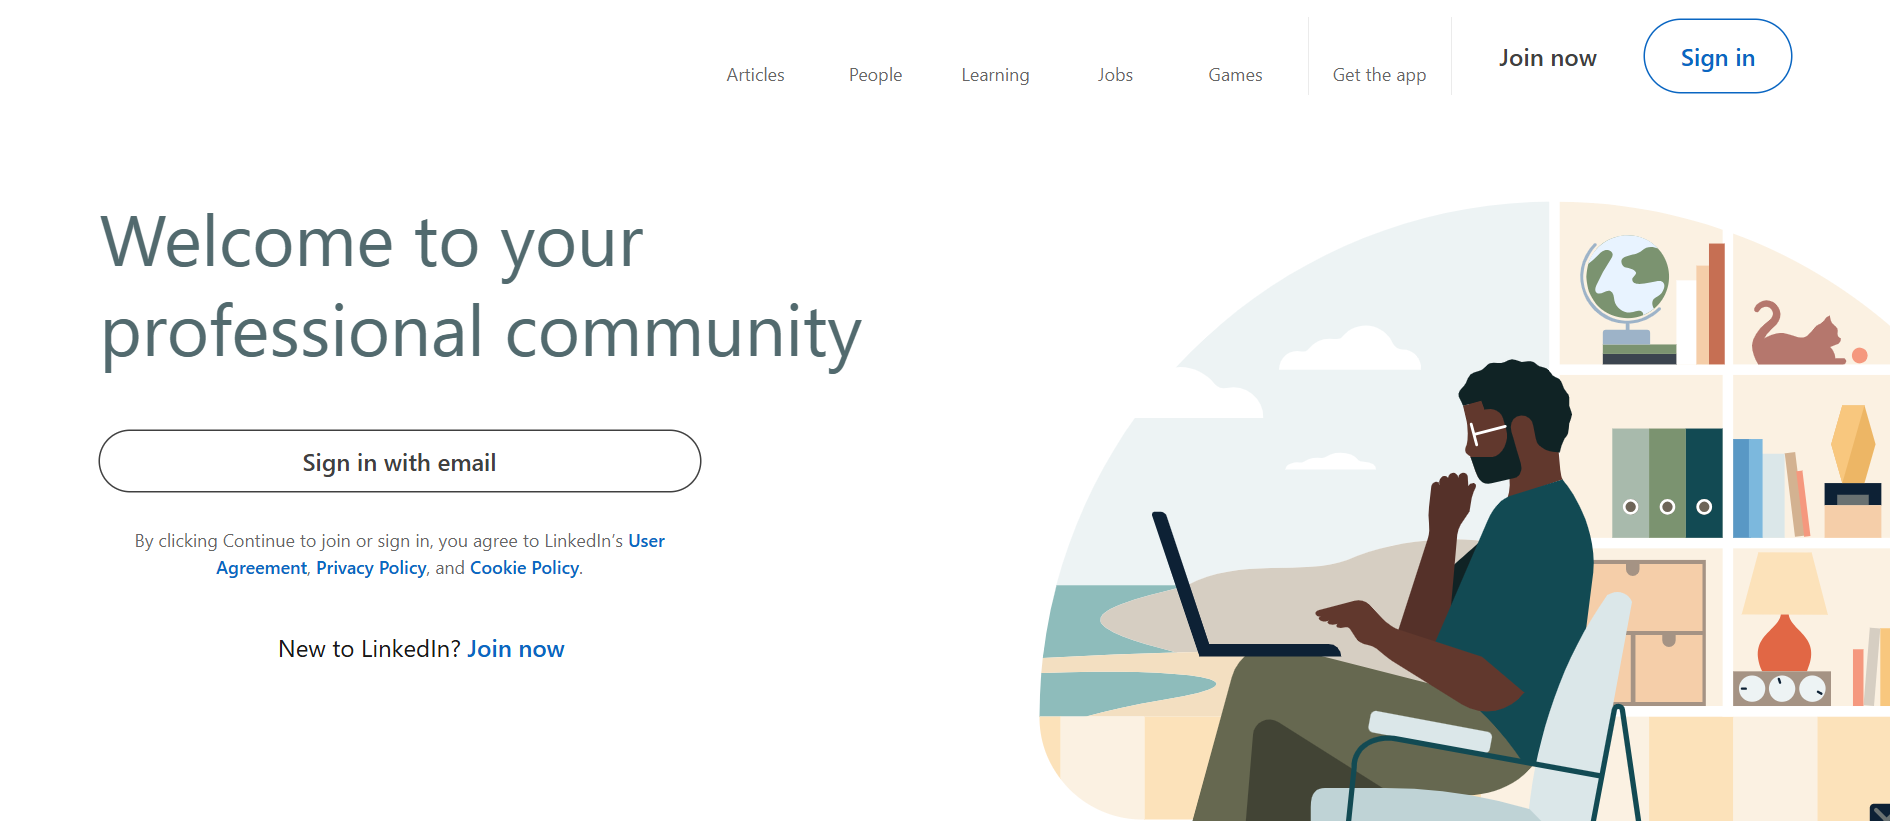 Articles
People
Learning
Jobs
Games
Get the app
Join now
Sign in
Welcome to your
professional community
Sign in with email
By clicking Continue to join or sign in, you agree to LinkedIn’s User
Agreement, Privacy Policy, and Cookie Policy.
New to LinkedIn? Join now